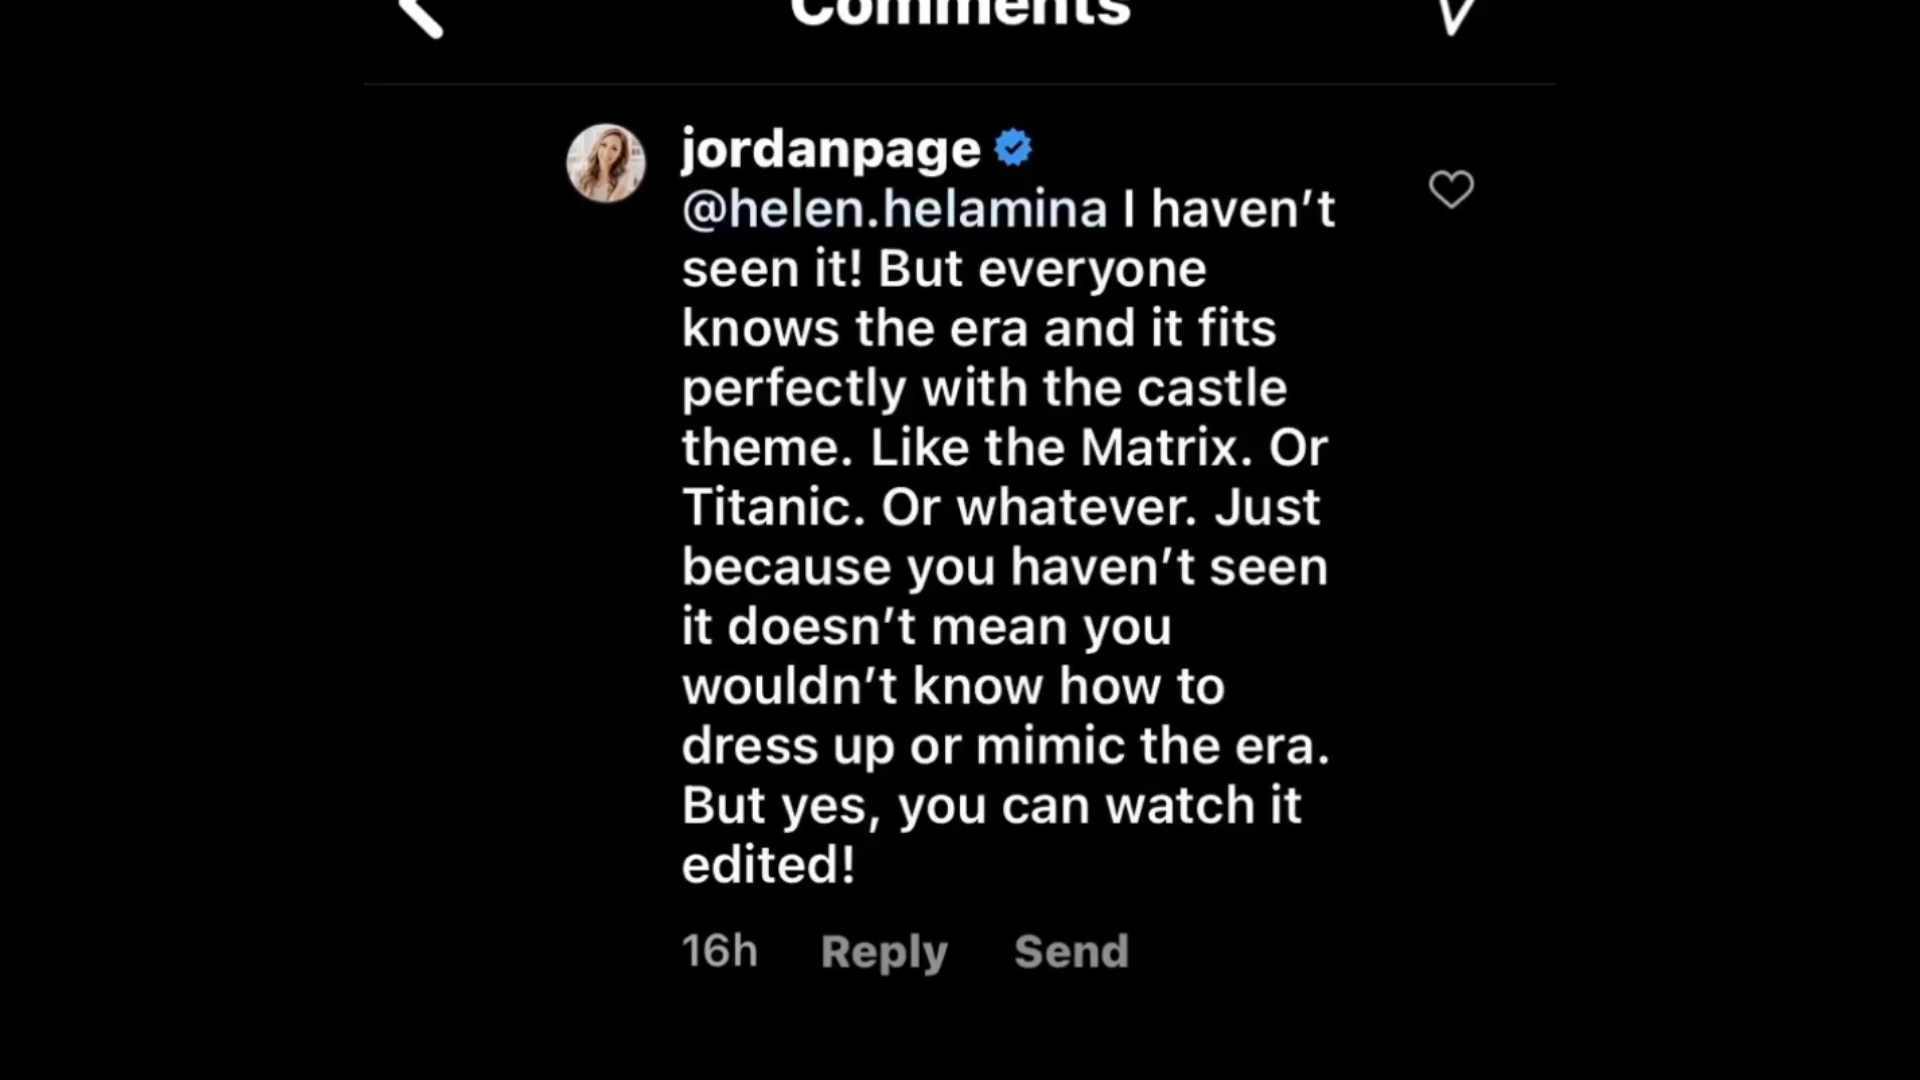 Comments
jordanpage
@helen.helamina I haven’t
seen it! But everyone
knows the era and it fits
perfectly with the castle
theme. Like the Matrix. Or
Titanic. Or whatever. Just
because you haven’t seen
it doesn’t mean you
wouldn’t know how to
dress up or mimic the era.
But yes, you can watch it
edited!
16h Reply Send